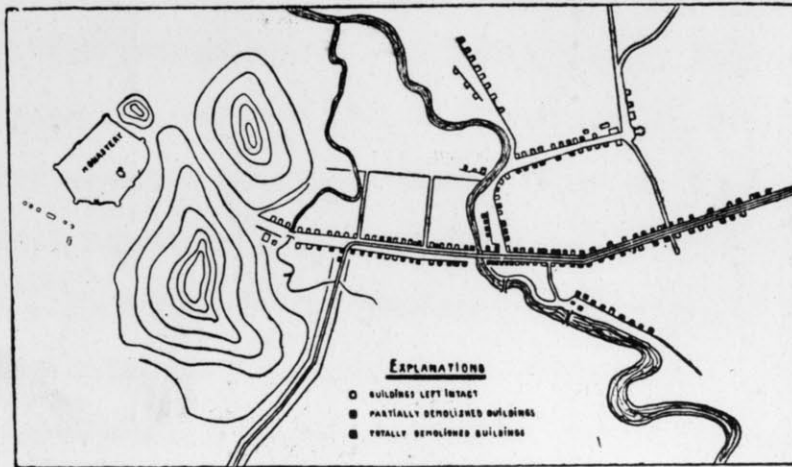 MONASTERY
EXPLANATIONS
BUILDINGS LEFT INTACT
PARTIALLY DEMOLISHED BUILDINGS
TOTALLY DEMOLISHED BUILDINGS